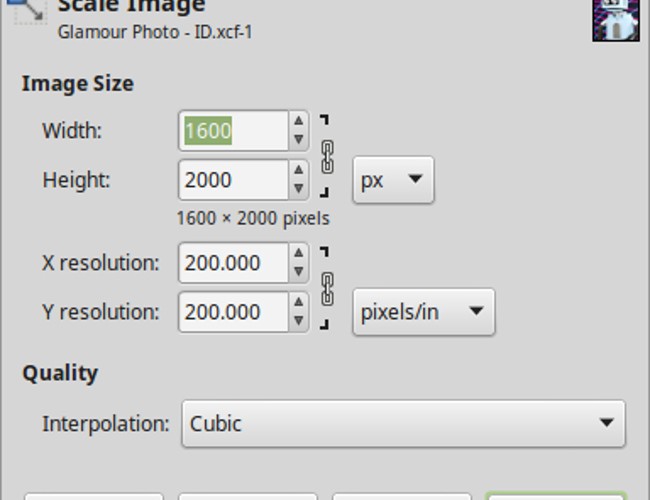 Scale Image
Glamour Photo - ID.xcf-1
Image Size
Width: 1600
Height: 2000 px
1600 × 2000 pixels
X resolution: 200.000
Y resolution: 200.000 pixels/in
Quality
Interpolation: Cubic